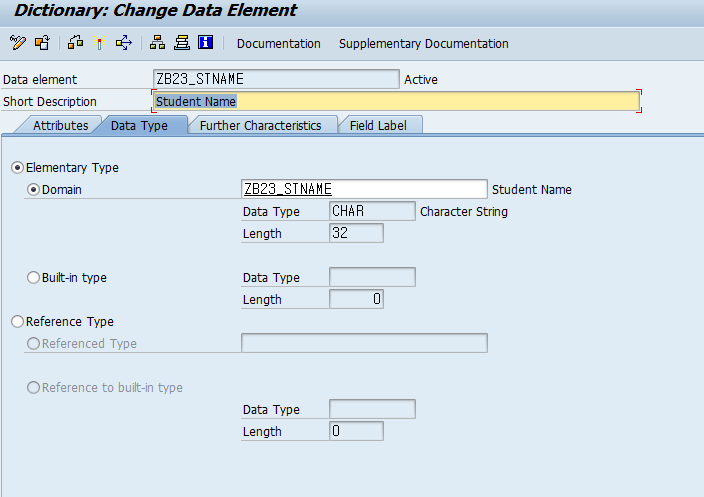 Dictionary: Change Data Element
Documentation Supplementary Documentation
Data element ZB23_STNAME Active
Short Description Student Name
Attributes Data Type Further Characteristics Field Label
Elementary Type
Domain ZB23_STNAME Student Name
Data Type CHAR Character String
Length 32
Built-in type Data Type
Length 0
Reference Type
Referenced Type
Reference to built-in type
Data Type
Length 0